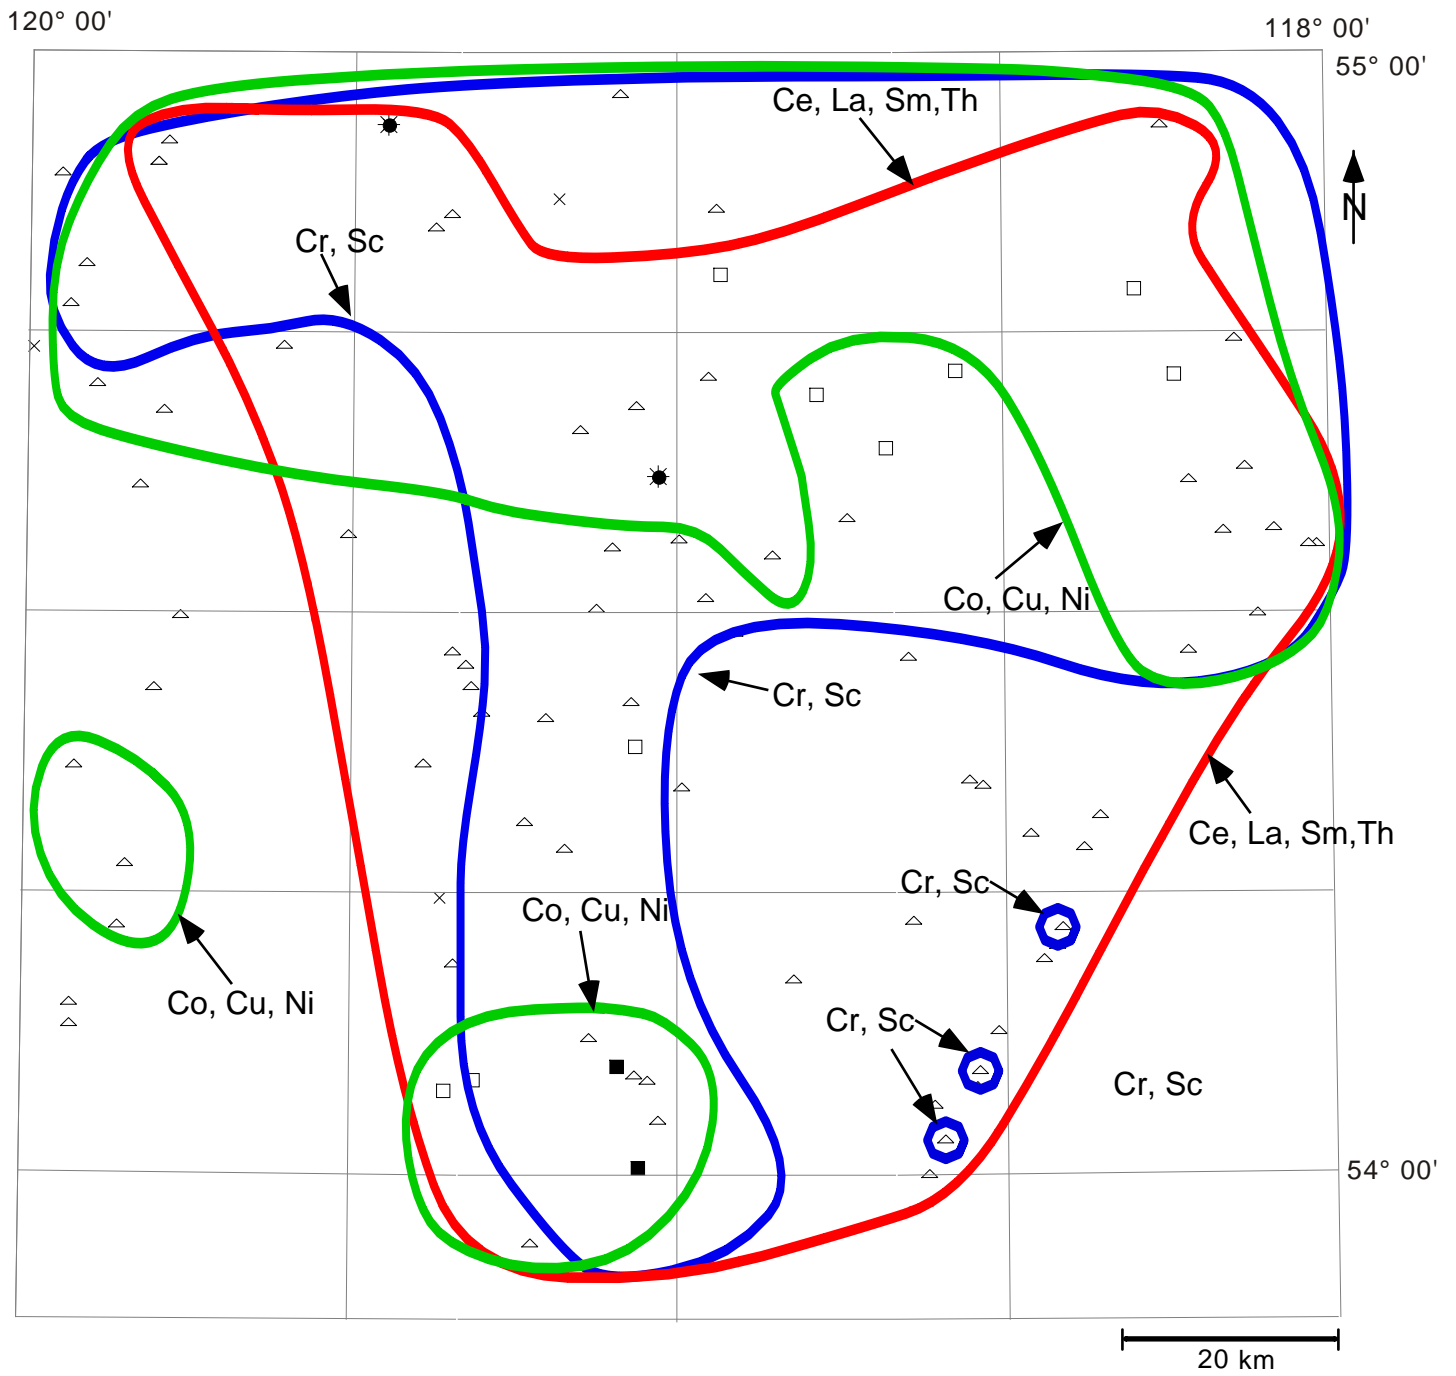 120° 00'
118° 00'
55° 00'
Ce, La, Sm,Th
N
Cr, Sc
Co, Cu, Ni
Cr, Sc
Ce, La, Sm,Th
Cr, Sc
Co, Cu, Ni
Co, Cu, Ni
Cr, Sc
Cr, Sc
54° 00'
20 km